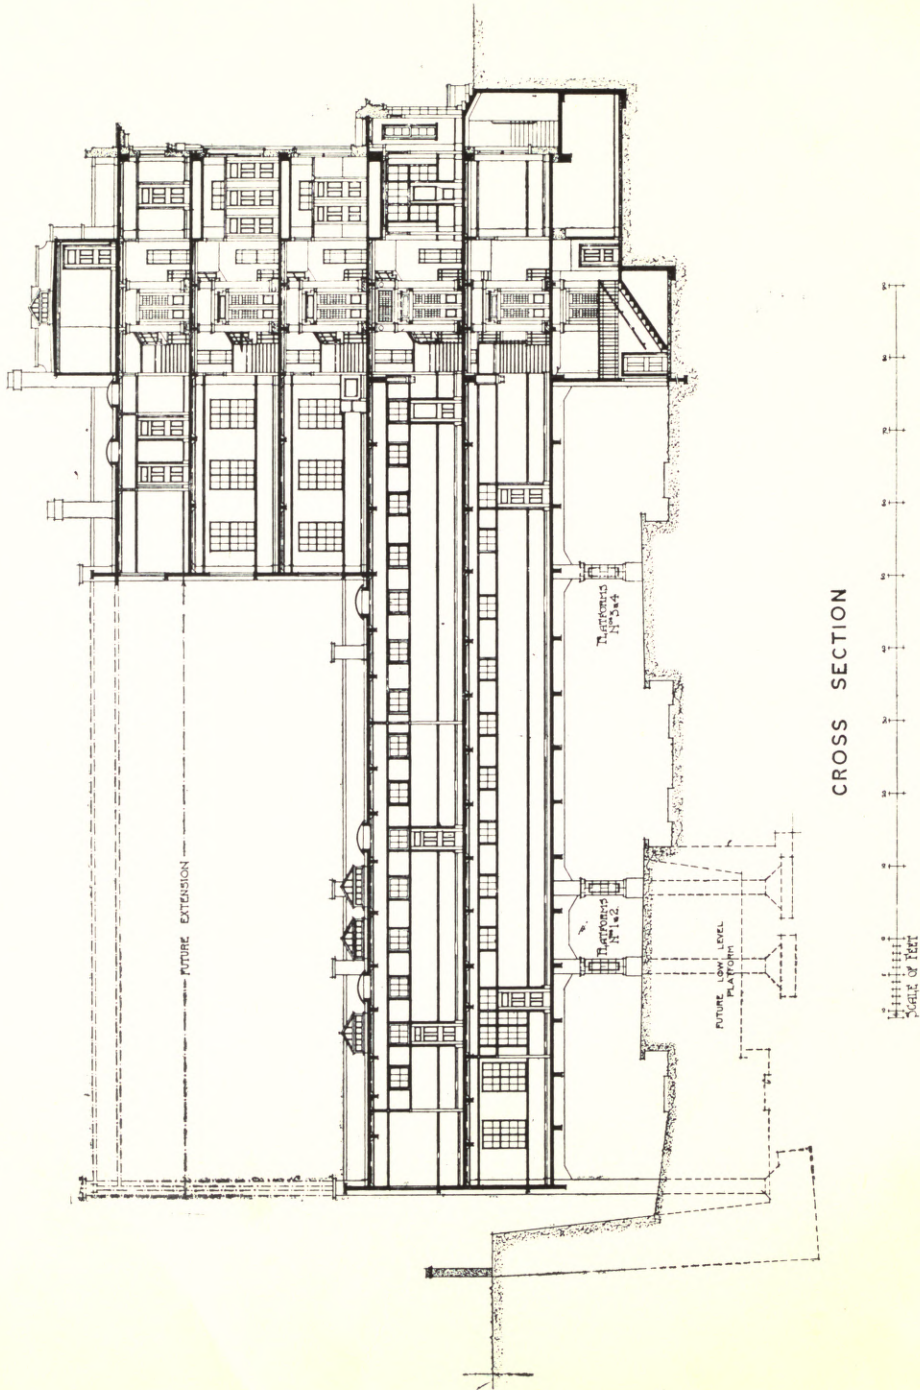 FUTURE EXTENSION
PLATFORMS
Nos 3 & 4
PLATFORMS
Nos 1 & 2
FUTURE LOW LEVEL
PLATFORM
CROSS SECTION
SCALE OF FEET